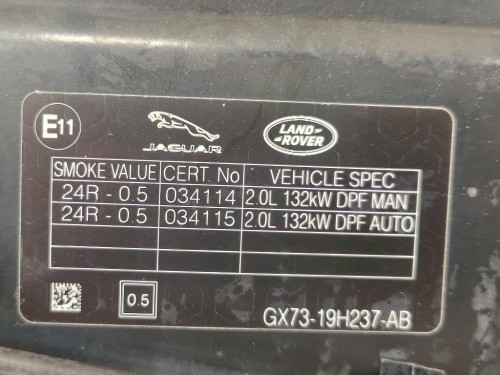 E11
JAGUAR
LAND-
-ROVER
SMOKE VALUE CERT. No VEHICLE SPEC
24R - 0.5 034114 2.0L 132kW DPF MAN
24R - 0.5 034115 2.0L 132kW DPF AUTO
0.5
GX73-19H237-AB